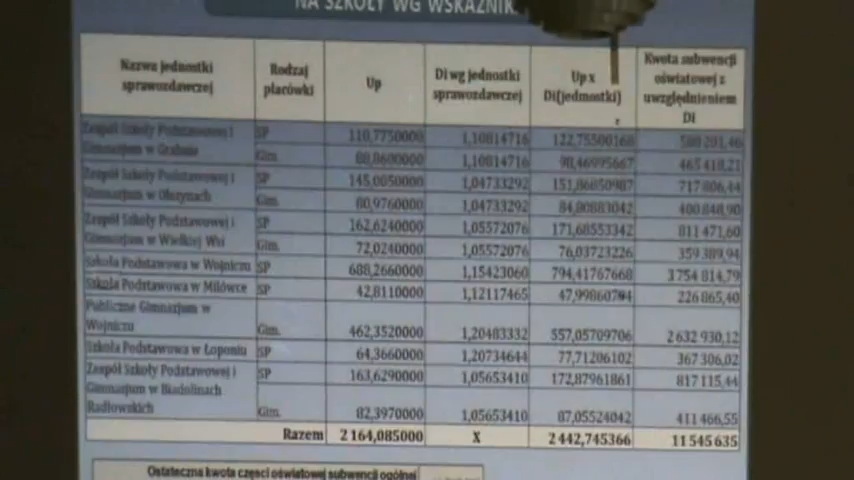 NA SZKOŁY WG WSKAŹNIK
Nazwa jednostki sprawozdawczej Rodzaj placówki Up Di wg jednostki sprawozdawczej Up x Di(jednostki) Kwota subwencji oświatowej z uwzględnieniem Di
Zespół Szkoły Podstawowej i
Gimnazjum w Grabnie
SP 110,7750000 1,10814716 122,75500168
Gim. 1,10814716 465 418,21
Zespół Szkoły Podstawowej i
Gimnazjum w Olszynach
SP 145,0050000 1,04733292 151,86850987 717 806,44
Gim. 80,9760000 1,04733292 84,80883042 400 848,90
Zespół Szkoły Podstawowej i
Gimnazjum w Wielkiej Wsi
SP 162,6240000 1,05572076 171,68553342 811 471,60
Gim. 72,0240000 1,05572076 76,03723226 359 389,94
Szkoła Podstawowa w Wojniczu SP 688,2660000 1,15423060 794,41767668 3 754 814,79
Szkoła Podstawowa w Milówce SP 42,8110000 1,12117465 47,99860794 226 865,40
Publiczne Gimnazjum w
Wojniczu
Gim. 462,3520000 1,20483332 557,05709706 2 632 930,12
Szkoła Podstawowa w Łoponiu SP 64,3660000 1,20734644 77,71206102 367 306,02
Zespół Szkoły Podstawowej i
Gimnazjum w Biadolinach
Radłowskich
SP 163,6290000 1,05653410 172,87961861 817 115,44
Gim. 82,3970000 1,05653410 87,05524042 411 466,55
Razem 2 164,085000 X 2 442,745366 11 545 635
Ostateczna kwota części oświatowej subwencji ogólnej